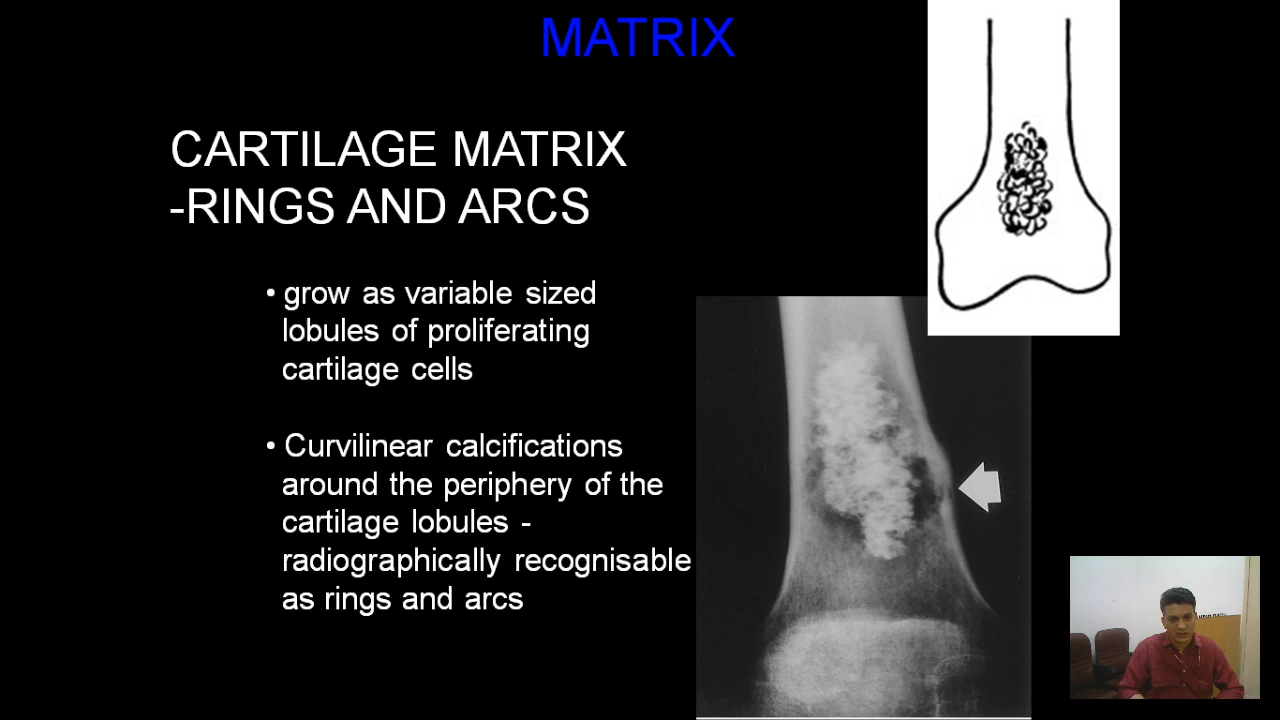 MATRIX
CARTILAGE MATRIX
-RINGS AND ARCS
• grow as variable sized
lobules of proliferating
cartilage cells
• Curvilinear calcifications
around the periphery of the
cartilage lobules -
radiographically recognisable
as rings and arcs